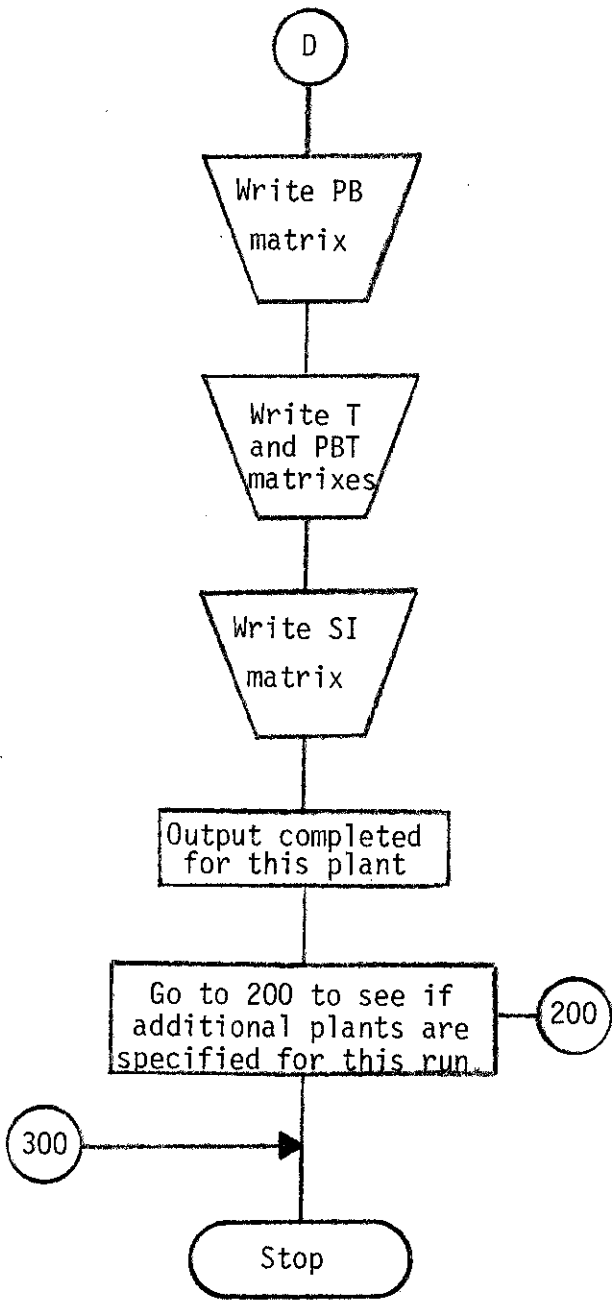 D
Write PB
matrix
Write T
and PBT
matrixes
Write SI
matrix
Output completed
for this plant
Go to 200 to see if
additional plants are
specified for this run.
200
300
Stop